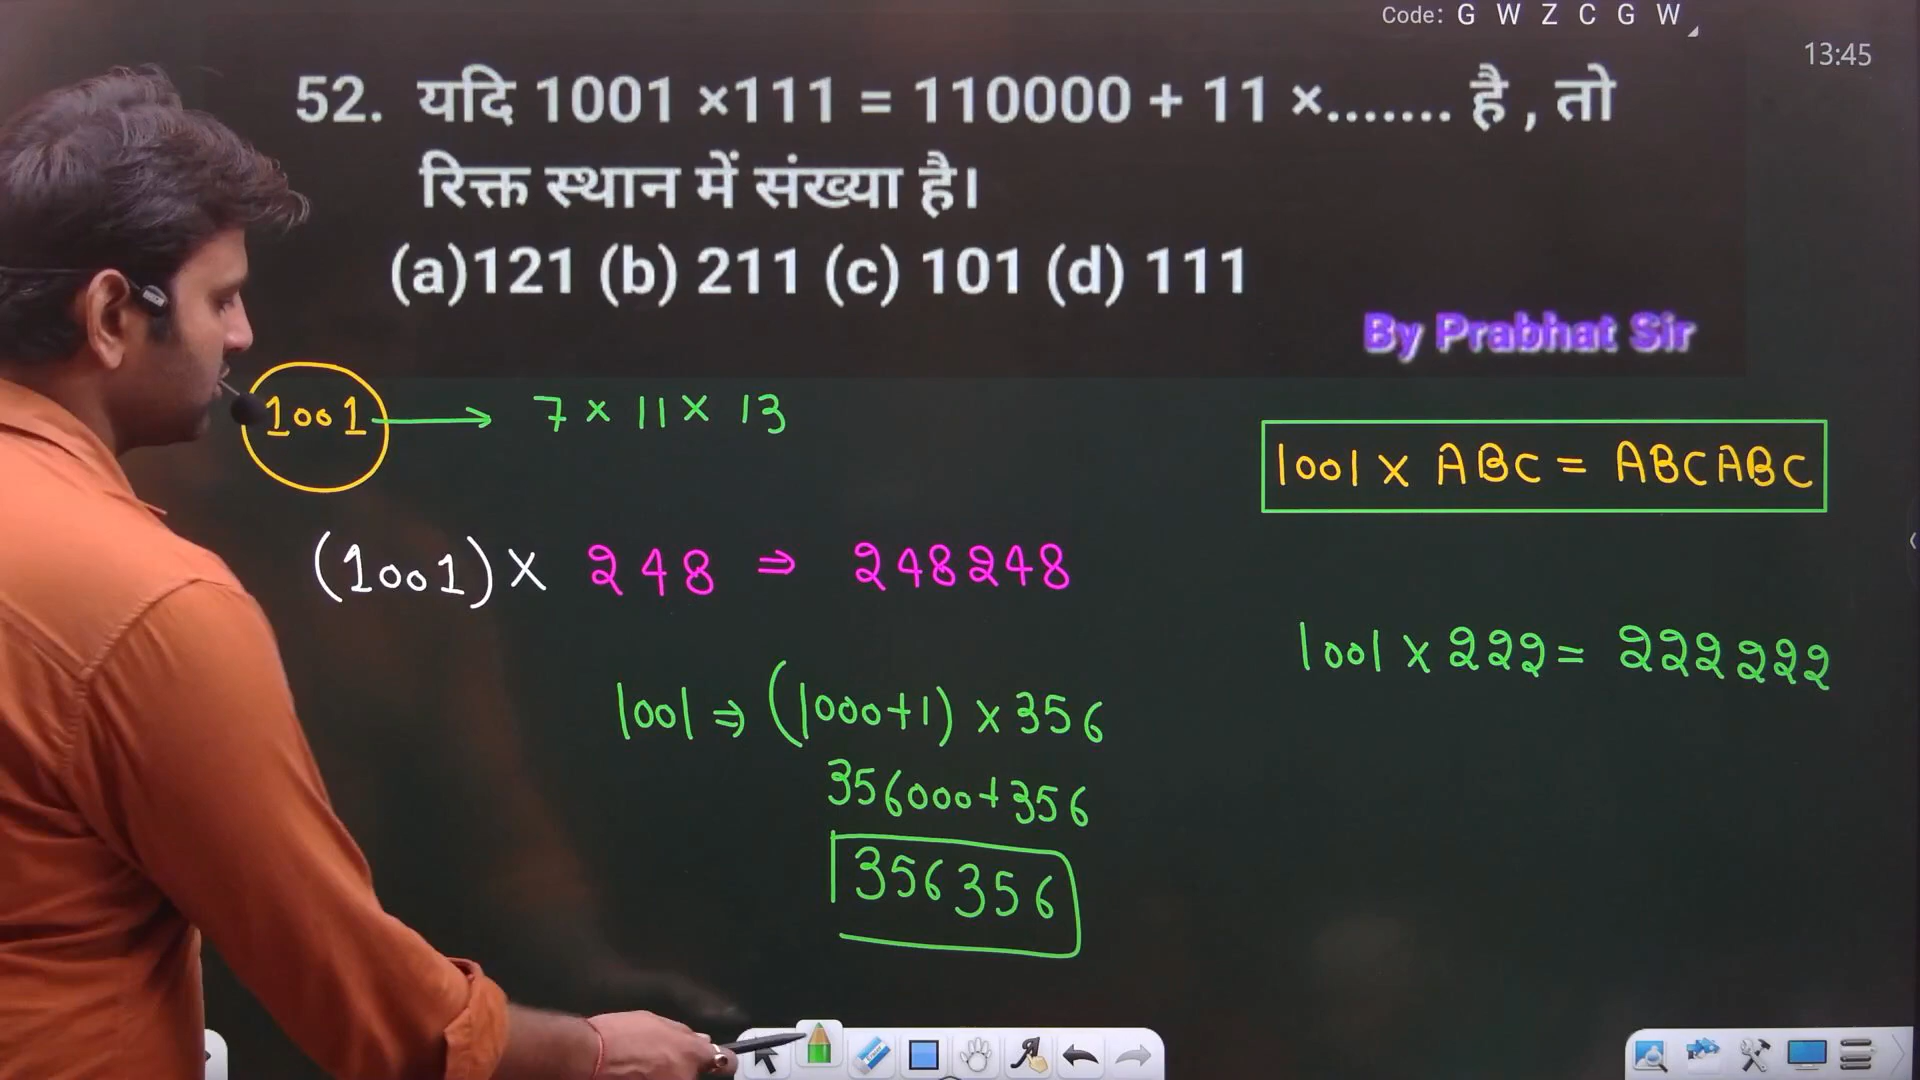 Code: G W Z C G W
13:45
52. यदि 1001 ×111 = 110000 + 11 ×....... है , तो
रिक्त स्थान में संख्या है।
(a)121 (b) 211 (c) 101 (d) 111
By Prabhat Sir
1001 → 7 × 11 × 13
1001 × ABC = ABCABC
(1001) × 248 ⇒ 248248
1001 × 222 = 222222
1001 ⇒ (1000+1) × 356
356000+356
356356